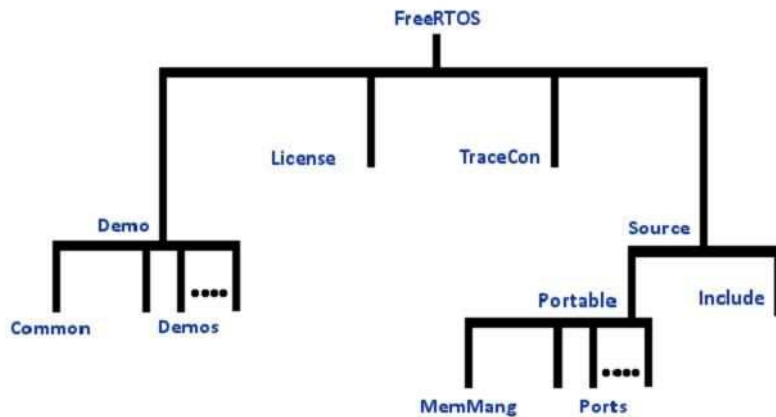 FreeRTOS
License
TraceCon
Demo
Source
Common
Demos
Portable
Include
MemMang
Ports